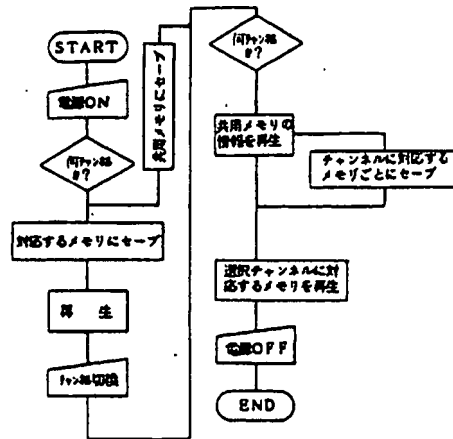 START
電源ON
何チャンネル
か?
対応するメモリにセーブ
再 生
チャンネル切換
共用メモリにセーブ
何チャンネル
か?
共用メモリの
情報を再生
チャンネルに対応する
メモリごとにセーブ
選択チャンネルに対
応するメモリを再生
電源OFF
END